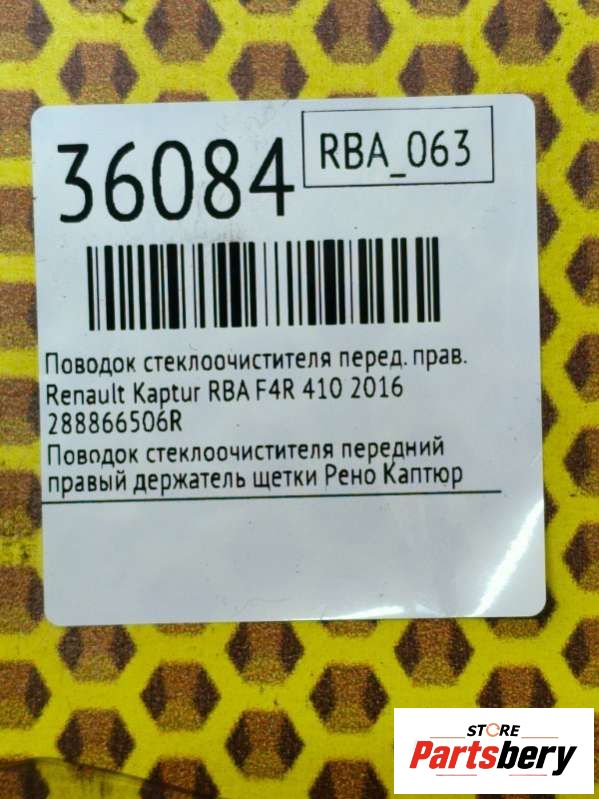 36084
RBA_063
Поводок стеклоочистителя перед. прав.
Renault Kaptur RBA F4R 410 2016
288866506R
Поводок стеклоочистителя передний
правый держатель щетки Рено Каптюр
STORE
Partsbery